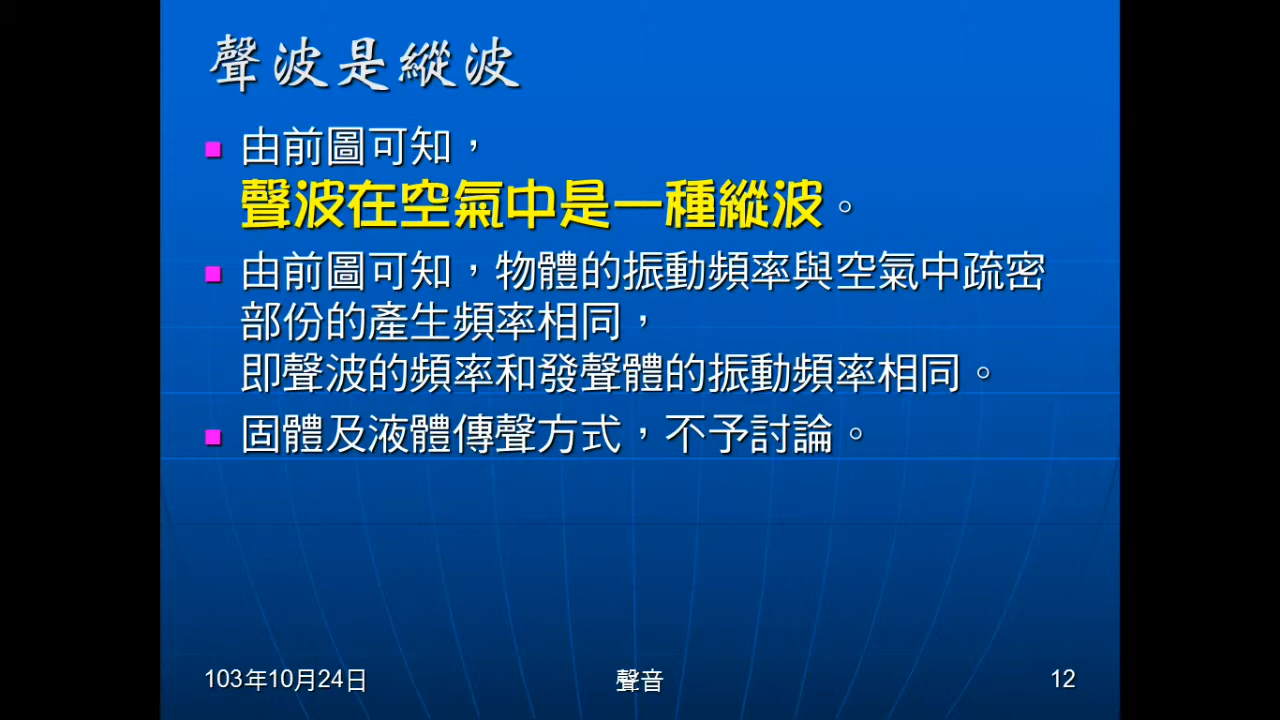 聲波是縱波
由前圖可知，
聲波在空氣中是一種縱波。
由前圖可知，物體的振動頻率與空氣中疏密
部份的產生頻率相同，
即聲波的頻率和發聲體的振動頻率相同。
固體及液體傳聲方式，不予討論。
103年10月24日
聲音
12